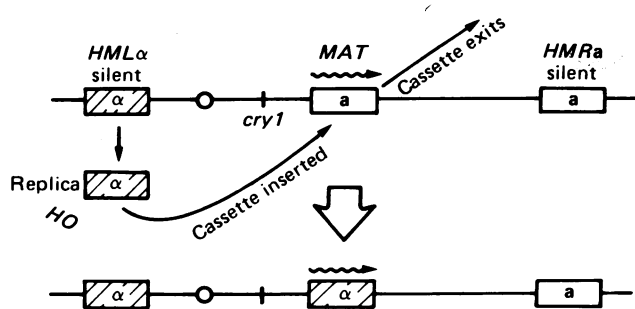 HMLα
silent
MAT
Cassette exits
HMRa
silent
α
cry1
a
a
Replica
α
HO
Cassette inserted
α
α
a